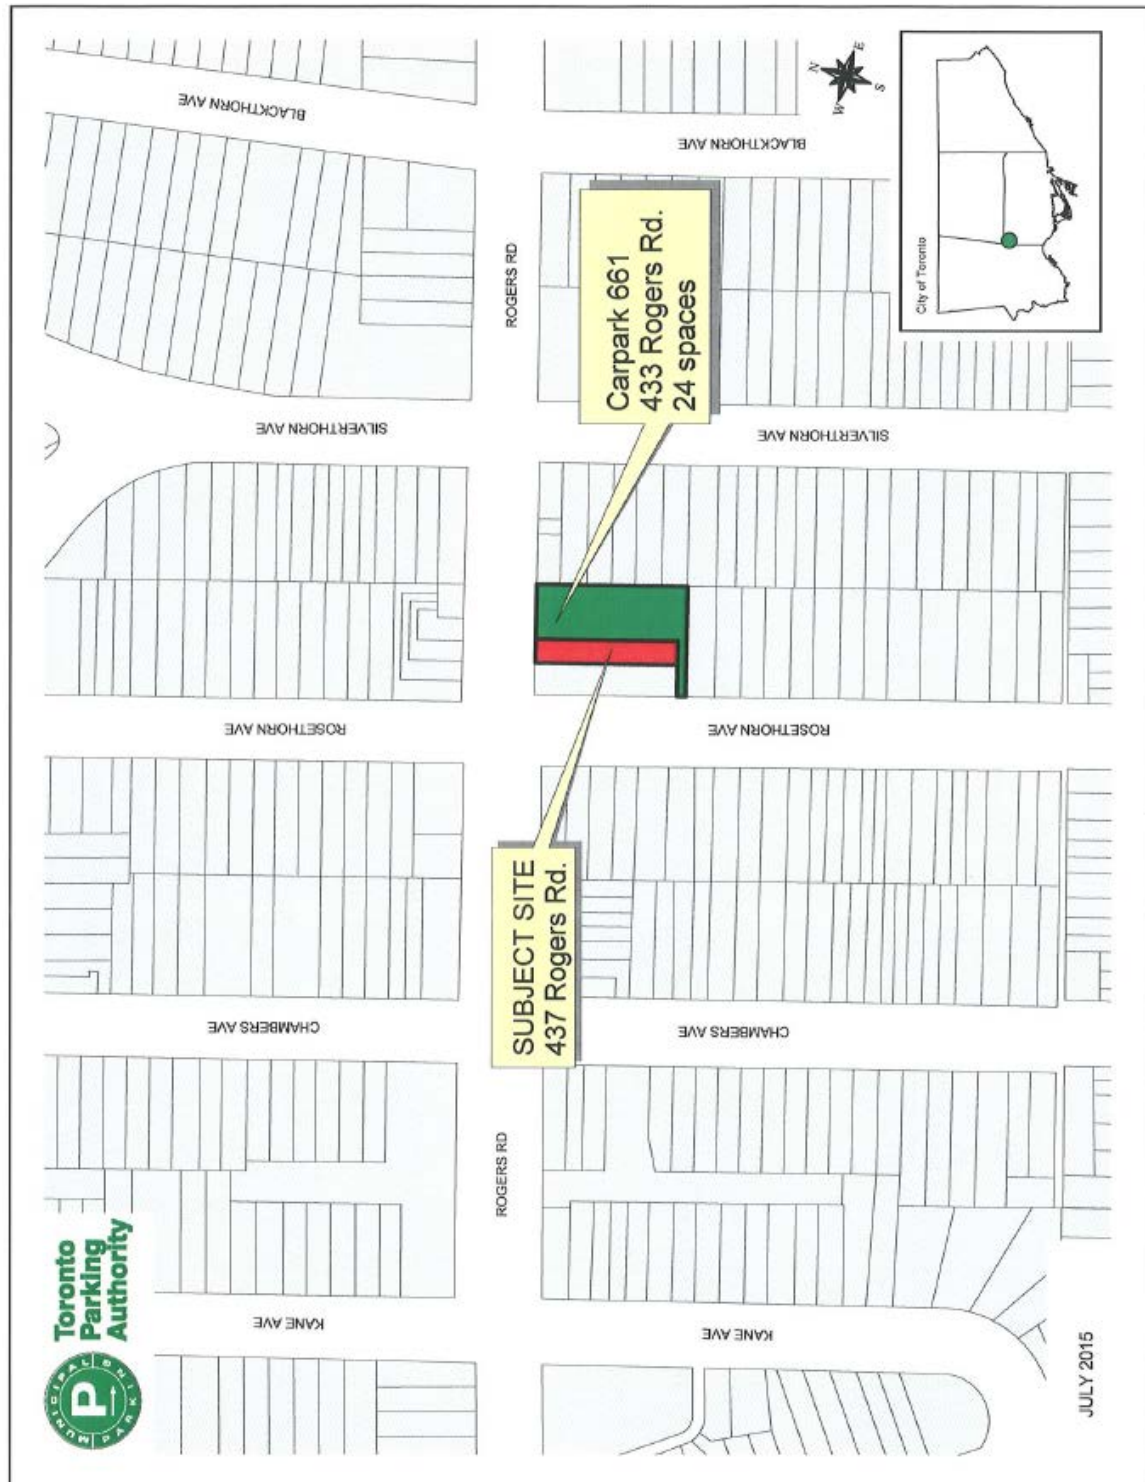 MUNICIPAL PARKING
P
Toronto
Parking
Authority
KANE AVE
CHAMBERS AVE
ROSETHORN AVE
SILVERTHORN AVE
BLACKTHORN AVE
ROGERS RD
SUBJECT SITE
437 Rogers Rd.
ROGERS RD
Carpark 661
433 Rogers Rd.
24 spaces
KANE AVE
CHAMBERS AVE
ROSETHORN AVE
SILVERTHORN AVE
BLACKTHORN AVE
N
E
W
S
City of Toronto
JULY 2015